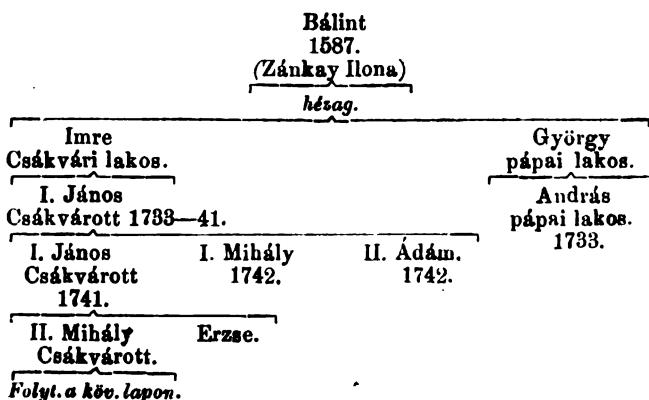 Bálint
1587.
(Zánkay Ilona)
hézag.
Imre György
Csákvári lakos. pápai lakos.
I. János András
Csákvárott 1733—41. pápai lakos.
1733.
I. János I. Mihály II. Ádám.
Csákvárott 1742. 1742.
1741.
II. Mihály Erzse.
Csákvárott.
Folyt. a köv. lapon.